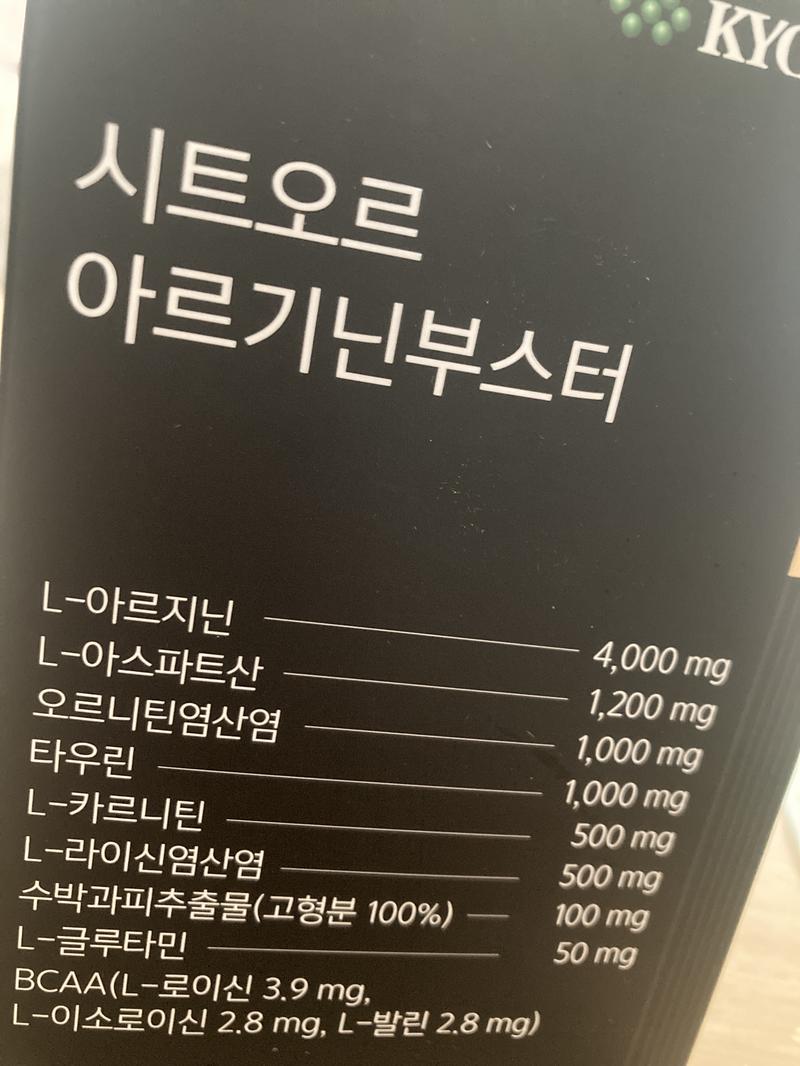 KYO
시트오르
아르기닌부스터
L-아르지닌 4,000 mg
L-아스파트산 1,200 mg
오르니틴염산염 1,000 mg
타우린 1,000 mg
L-카르니틴 500 mg
L-라이신염산염 500 mg
수박과피추출물(고형분 100%) 100 mg
L-글루타민 50 mg
BCAA(L-로이신 3.9 mg,
L-이소로이신 2.8 mg, L-발린 2.8 mg)